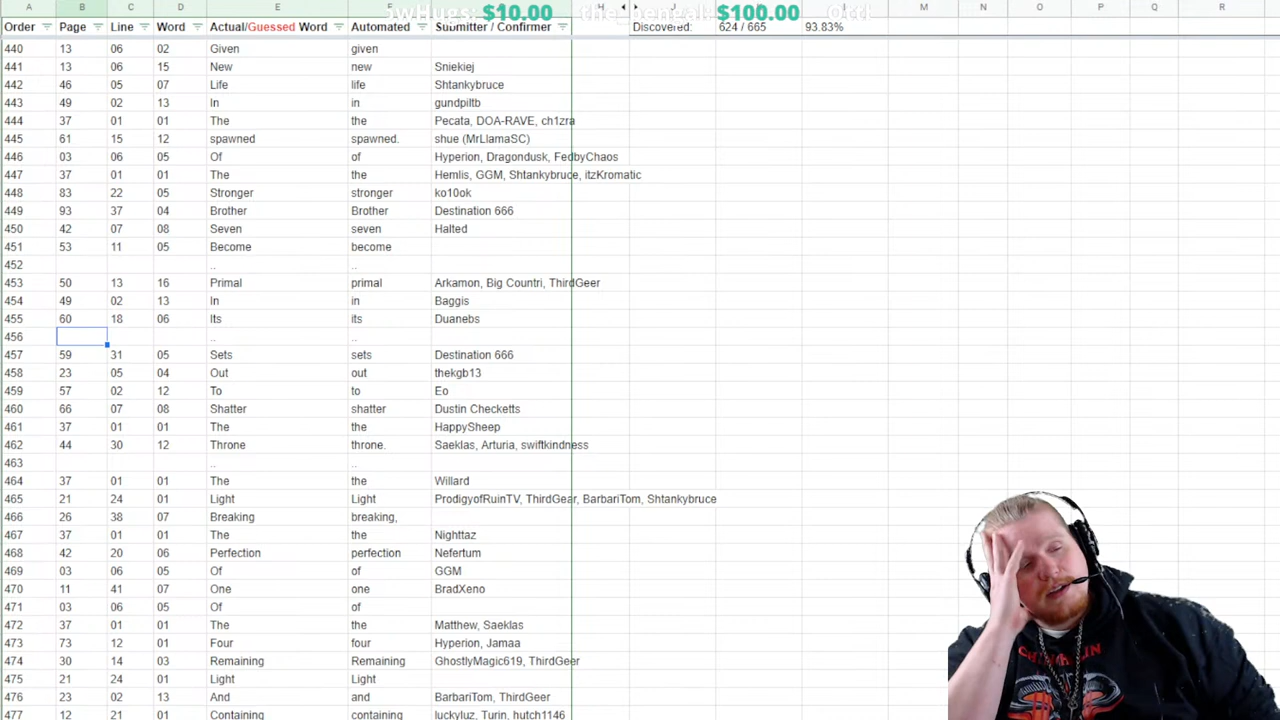 5wHugs: $10.00 the_bengal: $100.00
A B C D E F H J N O P Q R
Order Page Line Word Actual/Guessed Word Automated Submitter / Confirmer Discovered: 624 / 665 93.83%
440 13 06 02 Given given
441 13 06 15 New new Sniekiej
442 46 05 07 Life life Shtankybruce
443 49 02 13 In in gundpiltb
444 37 01 01 The the Pecata, DOA-RAVE, ch1zra
445 61 15 12 spawned spawned. shue (MrLlamaSC)
446 03 06 05 Of of Hyperion, Dragondusk, FedbyChaos
447 37 01 01 The the Hemlis, GGM, Shtankybruce, itzKromatic
448 83 22 05 Stronger stronger ko10ok
449 93 37 04 Brother Brother Destination 666
450 42 07 08 Seven seven Halted
451 53 11 05 Become become
452 .. ..
453 50 13 16 Primal primal Arkamon, Big Countri, ThirdGeer
454 49 02 13 In in Baggis
455 60 18 06 Its its Duanebs
456 .. ..
457 59 31 05 Sets sets Destination 666
458 23 05 04 Out out thekgb13
459 57 02 12 To to Eo
460 66 07 08 Shatter shatter Dustin Checketts
461 37 01 01 The the HappySheep
462 44 30 12 Throne throne. Saeklas, Arturia, swiftkindness
463 .. ..
464 37 01 01 The the Willard
465 21 24 01 Light Light ProdigyofRuinTV, ThirdGear, BarbariTom, Shtankybruce
466 26 38 07 Breaking breaking,
467 37 01 01 The the Nighttaz
468 42 20 06 Perfection perfection Nefertum
469 03 06 05 Of of GGM
470 11 41 07 One one BradXeno
471 03 06 05 Of of
472 37 01 01 The the Matthew, Saeklas
473 73 12 01 Four four Hyperion, Jamaa
474 30 14 03 Remaining Remaining GhostlyMagic619, ThirdGeer
475 21 24 01 Light Light
476 23 02 13 And and BarbariTom, ThirdGeer
477 12 21 01 Containing containing luckyluz, Turin, hutch1146